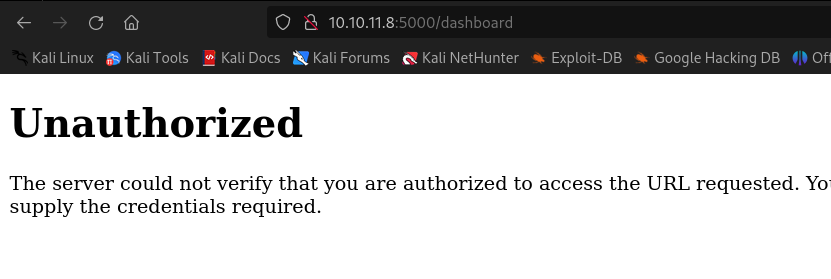 10.10.11.8:5000/dashboard
Kali Linux Kali Tools Kali Docs Kali Forums Kali NetHunter Exploit-DB Google Hacking DB
Unauthorized
The server could not verify that you are authorized to access the URL requested.
supply the credentials required.